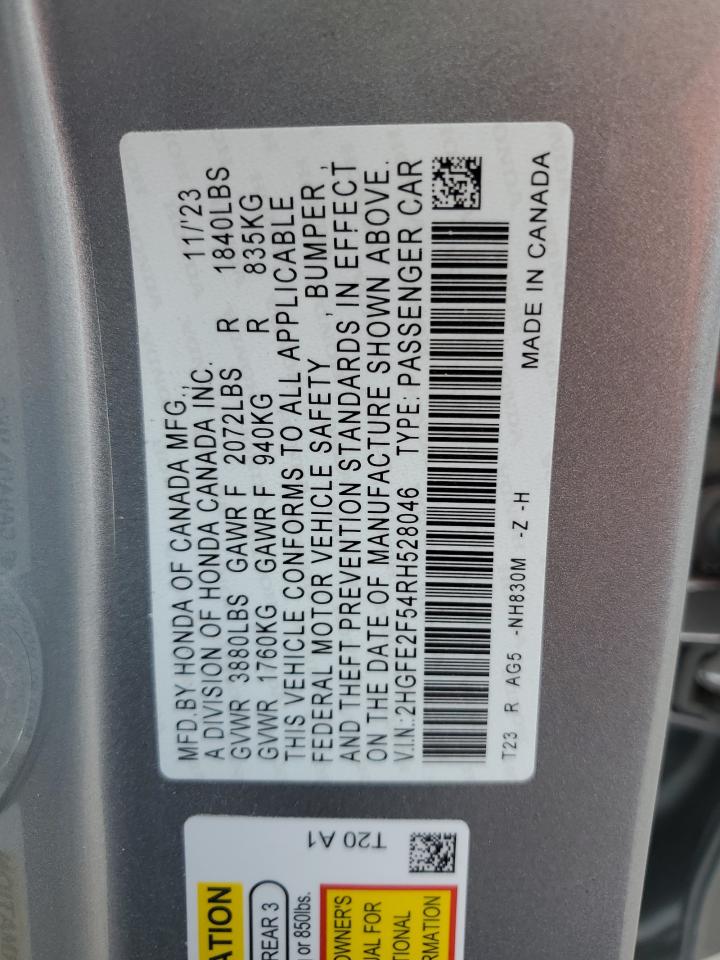 MFD.BY HONDA OF CANADA MFG., 11/'23
A DIVISION OF HONDA CANADA INC.
GVWR 3880LBS GAWR F 2072LBS R 1840LBS
GVWR 1760KG GAWR F 940KG R 835KG
THIS VEHICLE CONFORMS TO ALL APPLICABLE
FEDERAL MOTOR VEHICLE SAFETY , BUMPER ,
AND THEFT PREVENTION STANDARDS IN EFFECT
ON THE DATE OF MANUFACTURE SHOWN ABOVE.
V.I.N.:2HGFE2F54RH528046 TYPE: PASSENGER CAR
T23 R AG5 -NH830M -Z -H
MADE IN CANADA
T20 A1
ATION
REAR 3
or 850lbs.
OWNER'S
UAL FOR
TIONAL
RMATION